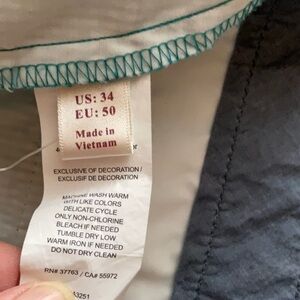 US: 34
EU: 50
Made in
Vietnam
r
EXCLUSIVE OF DECORATION/
EXCLUSIF DE DÉCORATION
MACHINE WASH WARM
WITH LIKE COLORS
DELICATE CYCLE
ONLY NON-CHLORINE
BLEACH IF NEEDED
TUMBLE DRY LOW
WARM IRON IF NEEDED
DO NOT DRY CLEAN
RN# 37763 / CA# 55972
43251